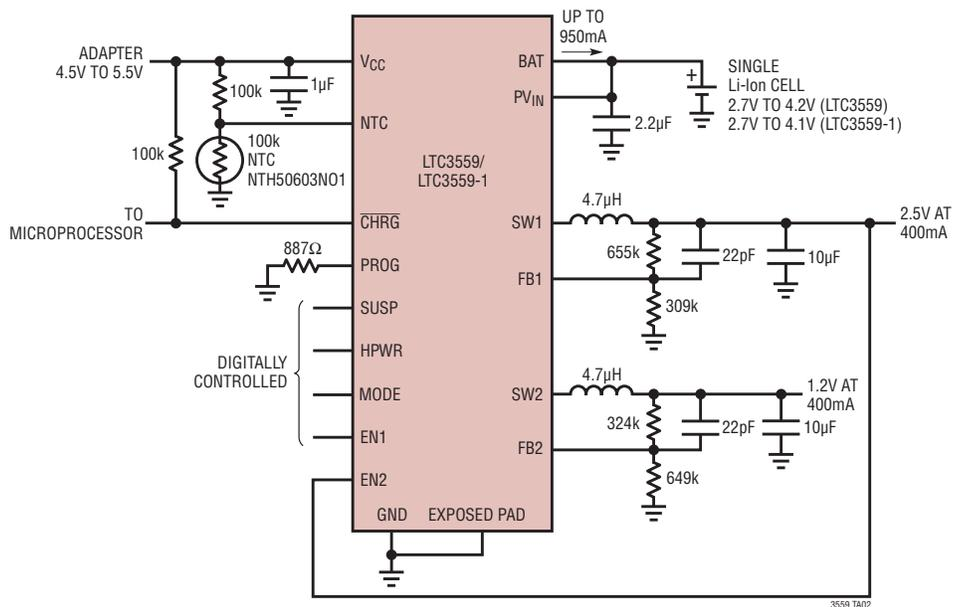 ADAPTER
4.5V TO 5.5V
100k
1µF
100k
100k
NTC
NTH50603NO1
TO
MICROPROCESSOR
887Ω
DIGITALLY
CONTROLLED
VCC
NTC
CHRG
PROG
SUSP
HPWR
MODE
EN1
EN2
LTC3559/
LTC3559-1
GND
EXPOSED PAD
BAT
PVIN
SW1
FB1
SW2
FB2
UP TO
950mA
2.2µF
+
SINGLE
Li-Ion CELL
2.7V TO 4.2V (LTC3559)
2.7V TO 4.1V (LTC3559-1)
4.7µH
655k
22pF
10µF
309k
2.5V AT
400mA
4.7µH
324k
22pF
10µF
649k
1.2V AT
400mA
3559 TA02